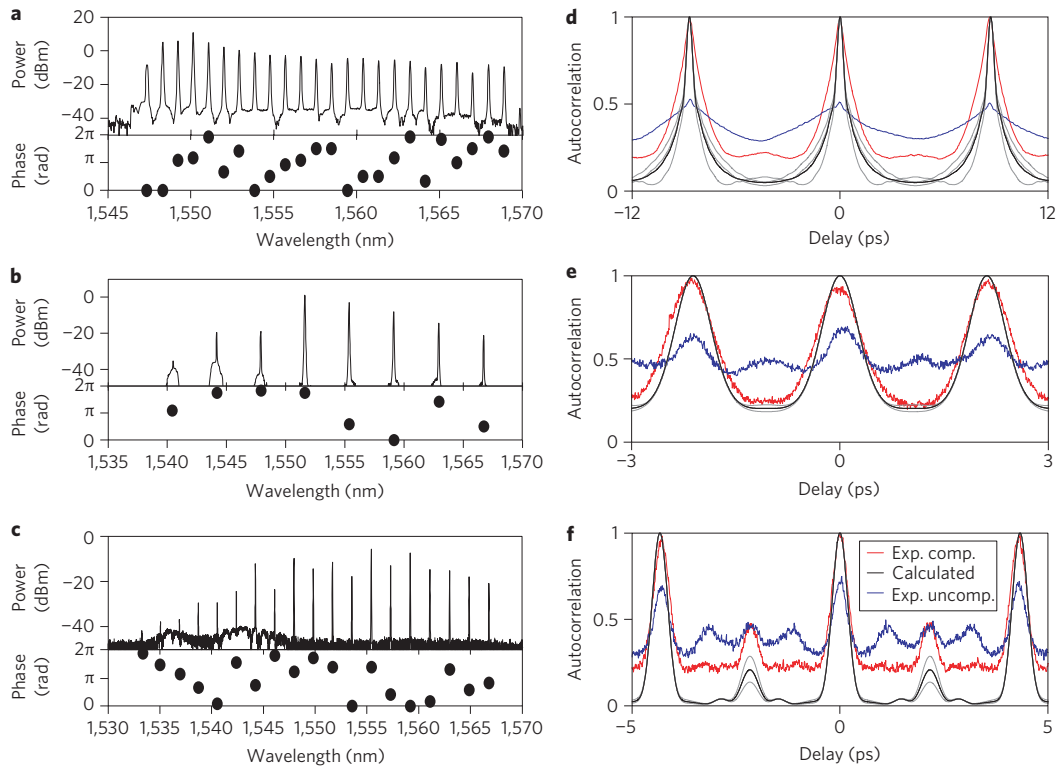 a
20
0
−20
−40
2π
π
0
Power
(dBm)
Phase
(rad)
1,545 1,550 1,555 1,560 1,565 1,570
Wavelength (nm)
b
0
−20
−40
2π
π
0
Power
(dBm)
Phase
(rad)
1,535 1,540 1,545 1,550 1,555 1,560 1,565 1,570
Wavelength (nm)
c
0
−20
−40
2π
π
0
Power
(dBm)
Phase
(rad)
1,530 1,535 1,540 1,545 1,550 1,555 1,560 1,565 1,570
Wavelength (nm)
d
1
0.5
0
Autocorrelation
−12 0 12
Delay (ps)
e
1
0.5
0
Autocorrelation
−3 0 3
Delay (ps)
f
1
0.5
0
Autocorrelation
Exp. comp.
Calculated
Exp. uncomp.
−5 0 5
Delay (ps)